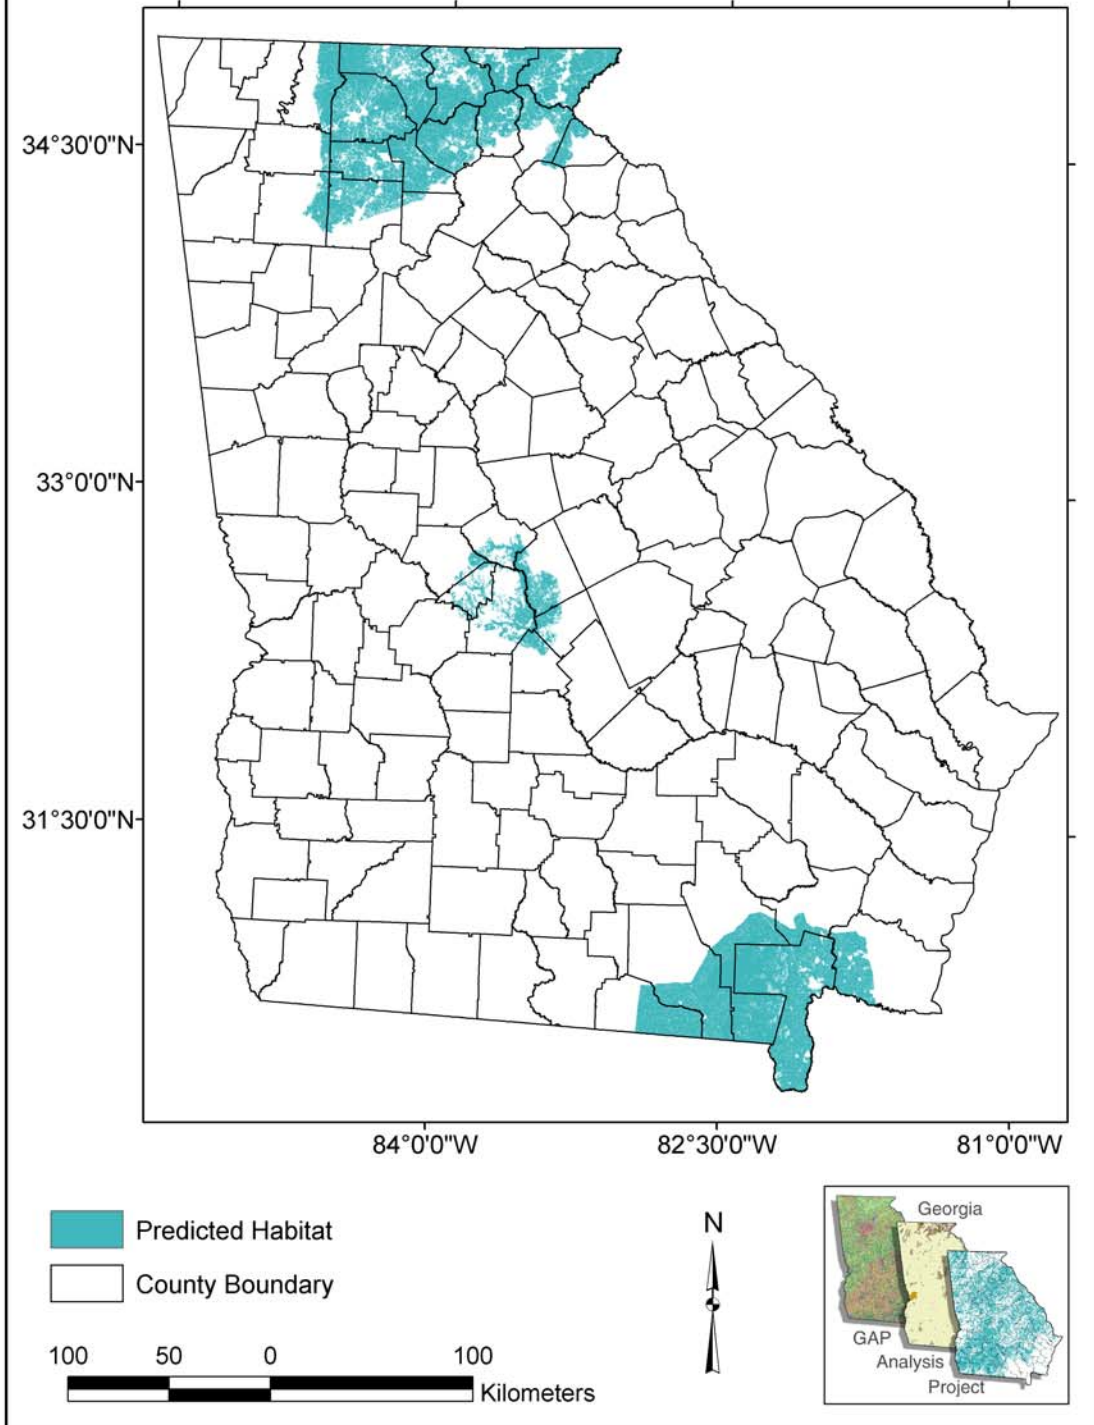 34°30'0"N
33°0'0"N
31°30'0"N
84°0'0"W
82°30'0"W
81°0'0"W
Predicted Habitat
County Boundary
100
50
0
100
Kilometers
N
Georgia
GAP
Analysis
Project